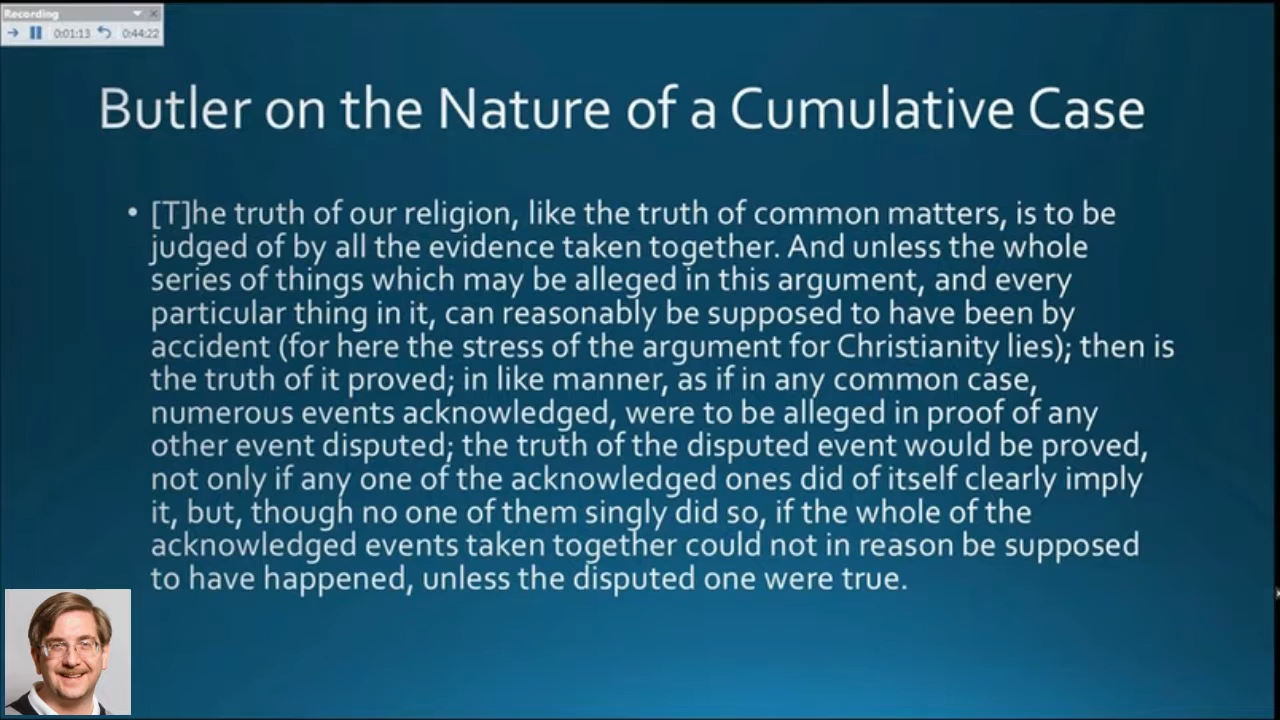 Recording
0:01:13 0:44:22
Butler on the Nature of a Cumulative Case
• [T]he truth of our religion, like the truth of common matters, is to be
judged of by all the evidence taken together. And unless the whole
series of things which may be alleged in this argument, and every
particular thing in it, can reasonably be supposed to have been by
accident (for here the stress of the argument for Christianity lies); then is
the truth of it proved; in like manner, as if in any common case,
numerous events acknowledged, were to be alleged in proof of any
other event disputed; the truth of the disputed event would be proved,
not only if any one of the acknowledged ones did of itself clearly imply
it, but, though no one of them singly did so, if the whole of the
acknowledged events taken together could not in reason be supposed
to have happened, unless the disputed one were true.